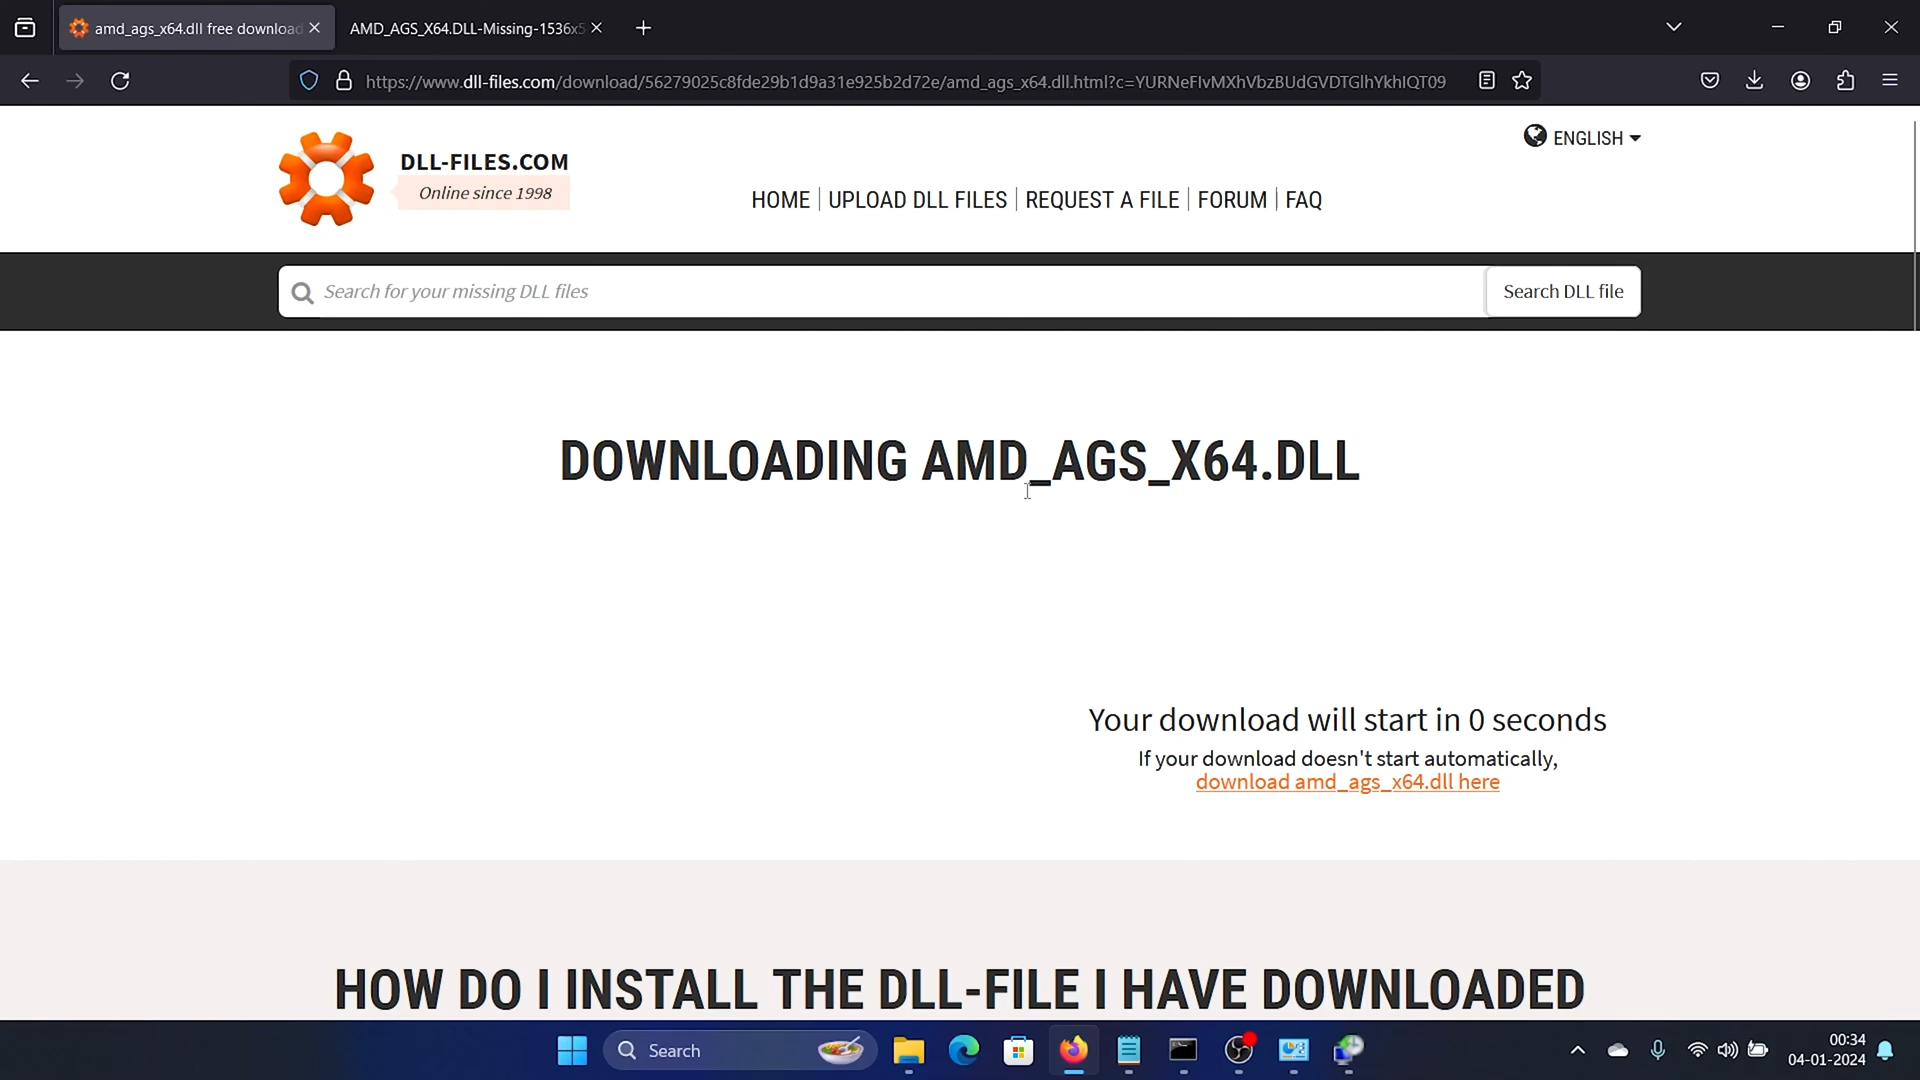 amd_ags_x64.dll free download
AMD_AGS_X64.DLL-Missing-1536x5
https://www.dll-files.com/download/56279025c8fde29b1d9a31e925b2d72e/amd_ags_x64.dll.html?c=YURNeFIvMXhVbzBUdGVDTGlhYkhIQT09
DLL-FILES.COM
Online since 1998
ENGLISH
HOME
UPLOAD DLL FILES
REQUEST A FILE
FORUM
FAQ
Search for your missing DLL files
Search DLL file
DOWNLOADING AMD_AGS_X64.DLL
Your download will start in 0 seconds
If your download doesn't start automatically,
download amd_ags_x64.dll here
HOW DO I INSTALL THE DLL-FILE I HAVE DOWNLOADED
Search
00:34
04-01-2024